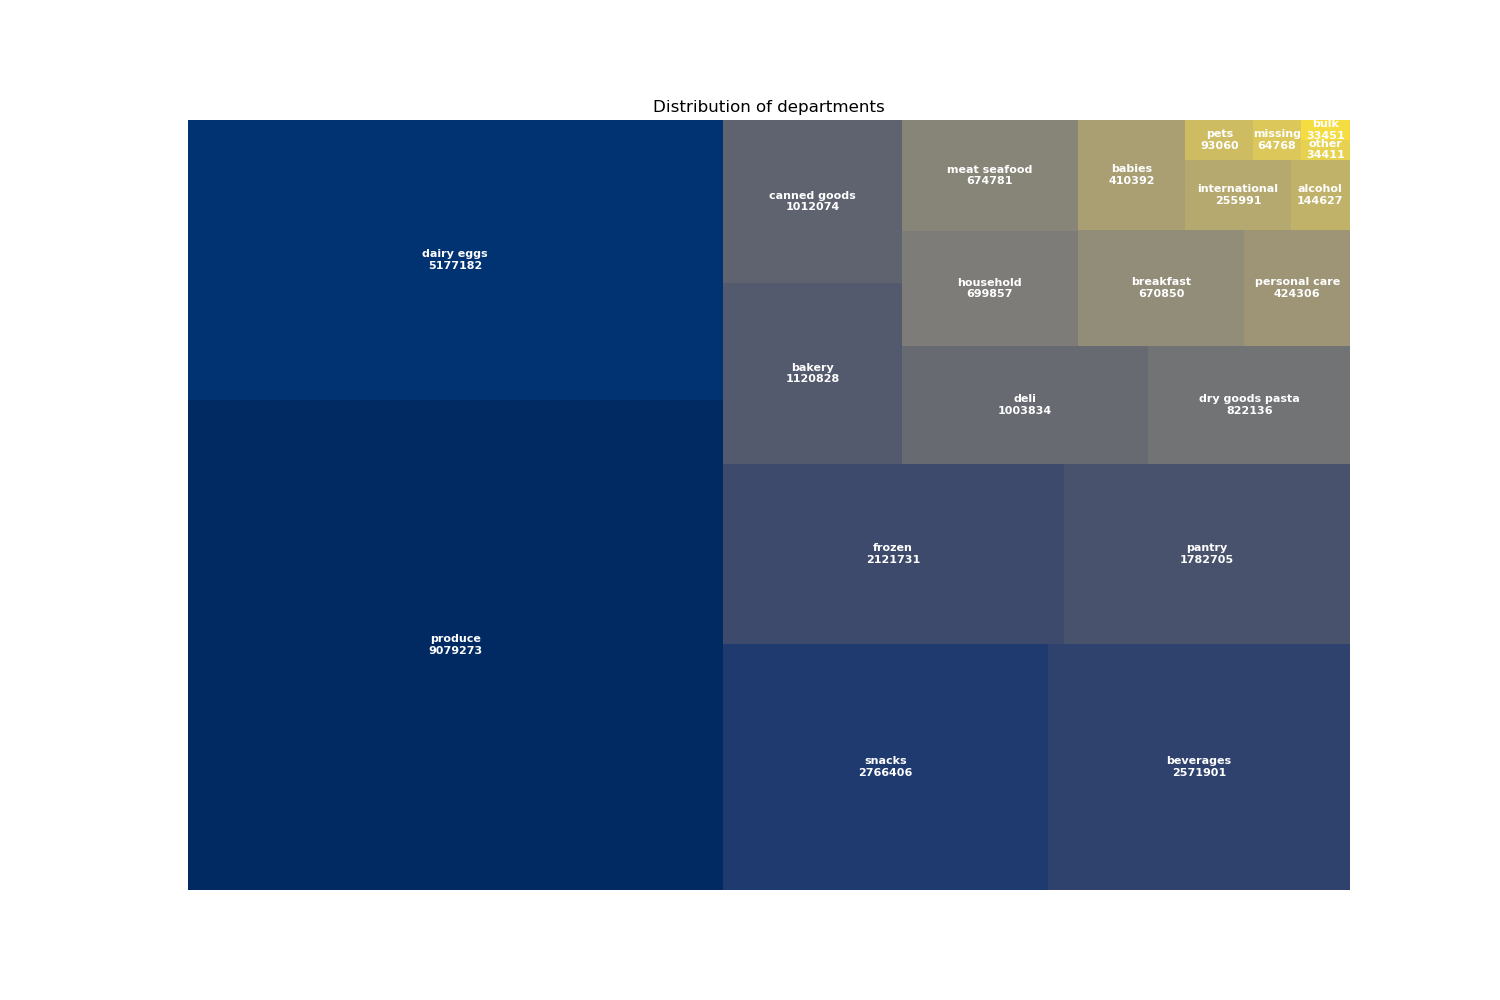 Distribution of departments
dairy eggs
5177182
produce
9079273
canned goods
1012074
bakery
1120828
meat seafood
674781
household
699857
babies
410392
pets
93060
missing
64768
bulk
33451
other
34411
international
255991
alcohol
144627
breakfast
670850
personal care
424306
deli
1003834
dry goods pasta
822136
frozen
2121731
pantry
1782705
snacks
2766406
beverages
2571901